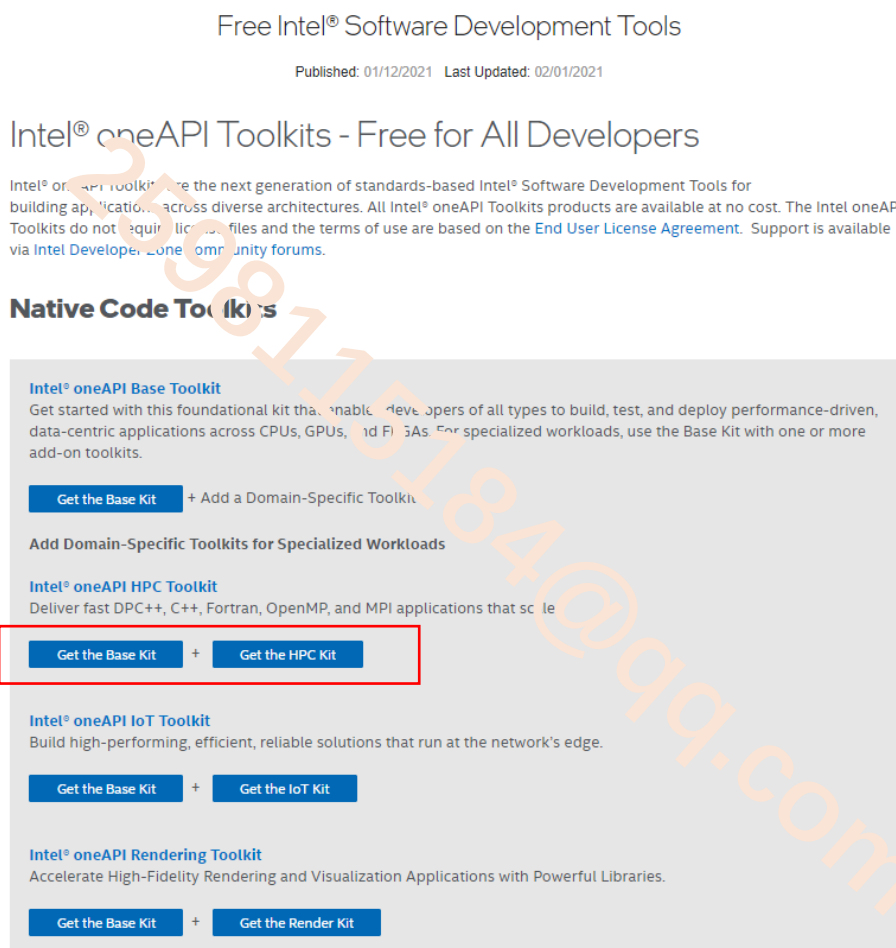 Free Intel® Software Development Tools
Published: 01/12/2021 Last Updated: 02/01/2021
Intel® oneAPI Toolkits - Free for All Developers
Intel® oneAPI Toolkits are the next generation of standards-based Intel® Software Development Tools for
building applications across diverse architectures. All Intel® oneAPI Toolkits products are available at no cost. The Intel oneAP
Toolkits do not require license files and the terms of use are based on the End User License Agreement. Support is available
via Intel Developer Zone Community forums.
Native Code Toolkits
Intel® oneAPI Base Toolkit
Get started with this foundational kit that enables developers of all types to build, test, and deploy performance-driven,
data-centric applications across CPUs, GPUs, and FPGAs. For specialized workloads, use the Base Kit with one or more
add-on toolkits.
Get the Base Kit + Add a Domain-Specific Toolkit
Add Domain-Specific Toolkits for Specialized Workloads
Intel® oneAPI HPC Toolkit
Deliver fast DPC++, C++, Fortran, OpenMP, and MPI applications that scale
Get the Base Kit + Get the HPC Kit
Intel® oneAPI IoT Toolkit
Build high-performing, efficient, reliable solutions that run at the network's edge.
Get the Base Kit + Get the IoT Kit
Intel® oneAPI Rendering Toolkit
Accelerate High-Fidelity Rendering and Visualization Applications with Powerful Libraries.
Get the Base Kit + Get the Render Kit
2598115184@qq.com